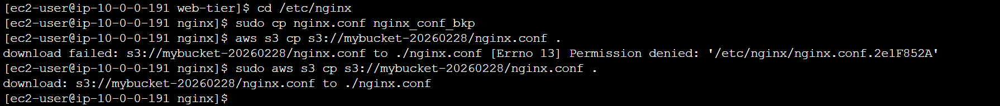 [ec2-user@ip-10-0-0-191 web-tier]$ cd /etc/nginx
[ec2-user@ip-10-0-0-191 nginx]$ sudo cp nginx.conf nginx_conf_bkp
[ec2-user@ip-10-0-0-191 nginx]$ aws s3 cp s3://mybucket-20260228/nginx.conf .
download failed: s3://mybucket-20260228/nginx.conf to ./nginx.conf [Errno 13] Permission denied: '/etc/nginx/nginx.conf.2e1F852A'
[ec2-user@ip-10-0-0-191 nginx]$ sudo aws s3 cp s3://mybucket-20260228/nginx.conf .
download: s3://mybucket-20260228/nginx.conf to ./nginx.conf
[ec2-user@ip-10-0-0-191 nginx]$